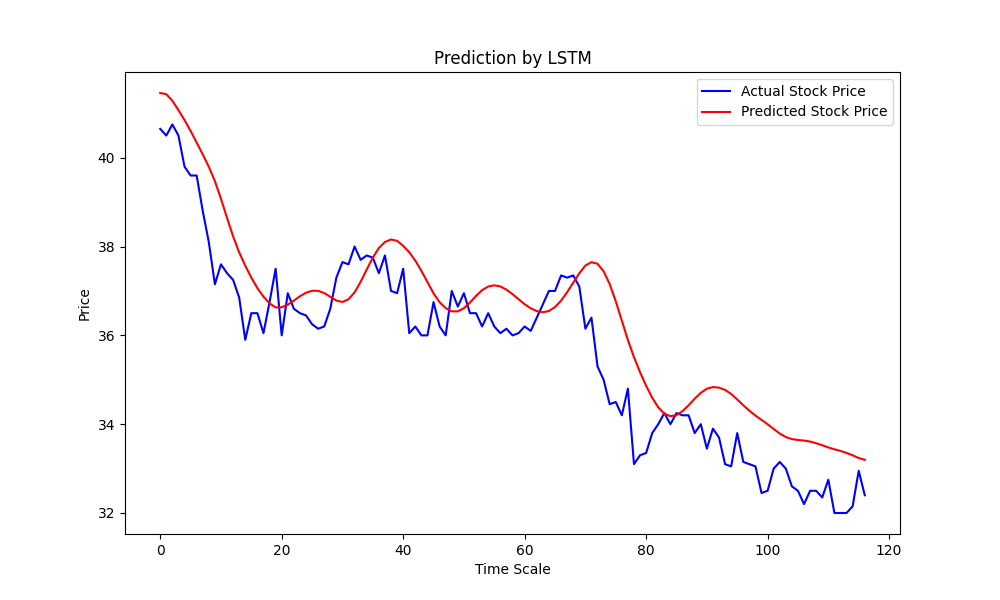 Prediction by LSTM
Actual Stock Price
Predicted Stock Price
40
38
36
34
32
Price
0 20 40 60 80 100 120
Time Scale